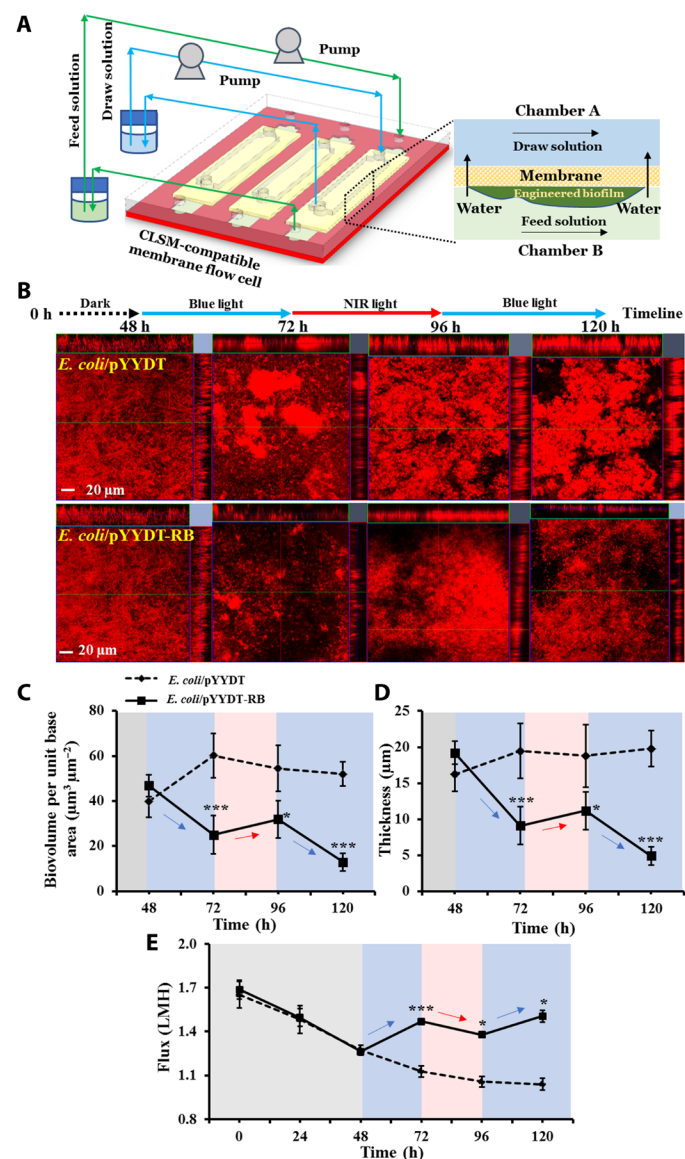 A
Pump
Pump
Feed solution
Draw solution
CLSM-compatible
membrane flow cell
Chamber A
Draw solution
Membrane
Engineered biofilm
Water
Water
Feed solution
Chamber B
B
Dark
Blue light
NIR light
Blue light
0 h
48 h
72 h
96 h
120 h
Timeline
E. coli/pYYDT
20 μm
E. coli/pYYDT-RB
20 μm
E. coli/pYYDT
E. coli/pYYDT-RB
C
Biovolume per unit base
area (μm³ μm⁻²)
80
60
40
20
0
***
*
***
48 72 96 120
Time (h)
D
Thickness (μm)
25
20
15
10
5
0
***
*
***
48 72 96 120
Time (h)
E
Flux (LMH)
2.0
1.7
1.4
1.1
0.8
***
*
*
0 24 48 72 96 120
Time (h)